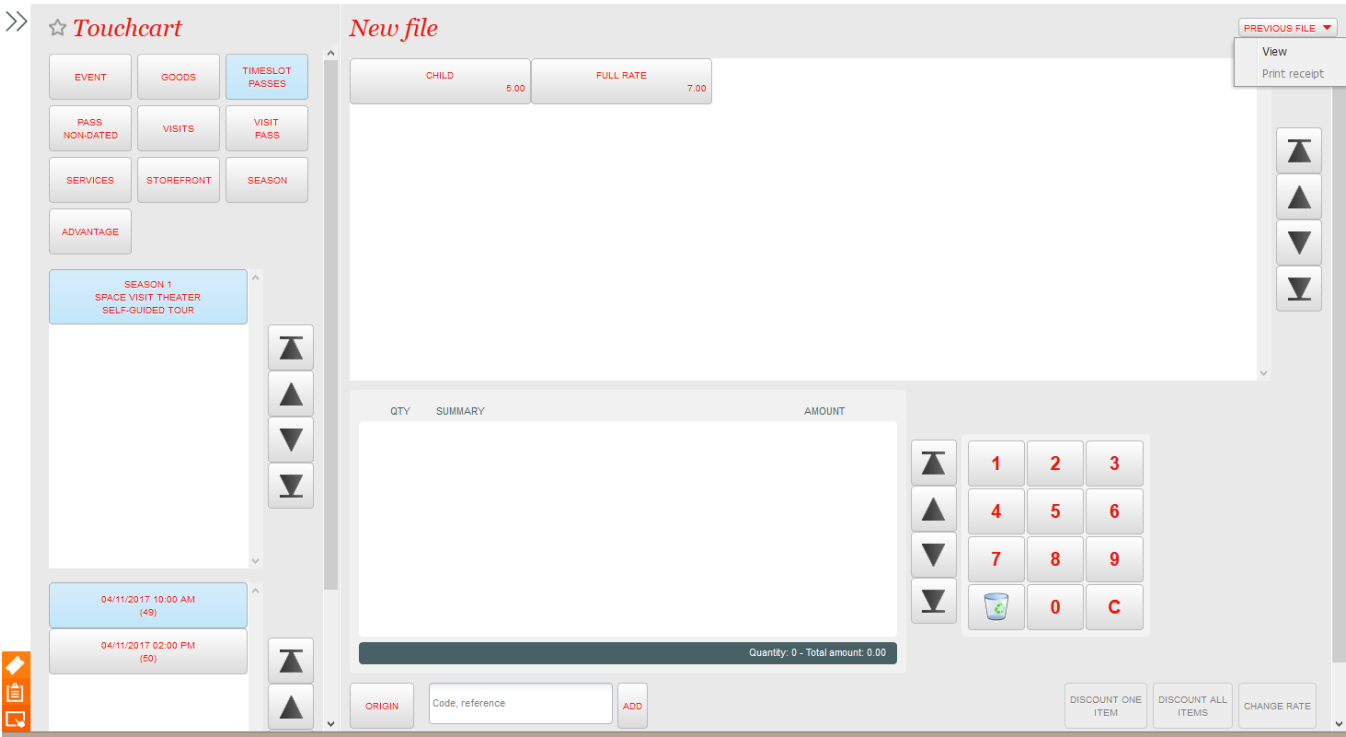 Touchcart
New file
PREVIOUS FILE
View
Print receipt
EVENT
GOODS
TIMESLOT
PASSES
PASS
NON-DATED
VISITS
VISIT
PASS
SERVICES
STOREFRONT
SEASON
ADVANTAGE
SEASON 1
SPACE VISIT THEATER
SELF-GUIDED TOUR
04/11/2017 10:00 AM
(49)
04/11/2017 02:00 PM
(50)
CHILD
5.00
FULL RATE
7.00
QTY SUMMARY AMOUNT
Quantity: 0 - Total amount: 0.00
1 2 3
4 5 6
7 8 9
0 C
ORIGIN
Code, reference
ADD
DISCOUNT ONE
ITEM
DISCOUNT ALL
ITEMS
CHANGE RATE